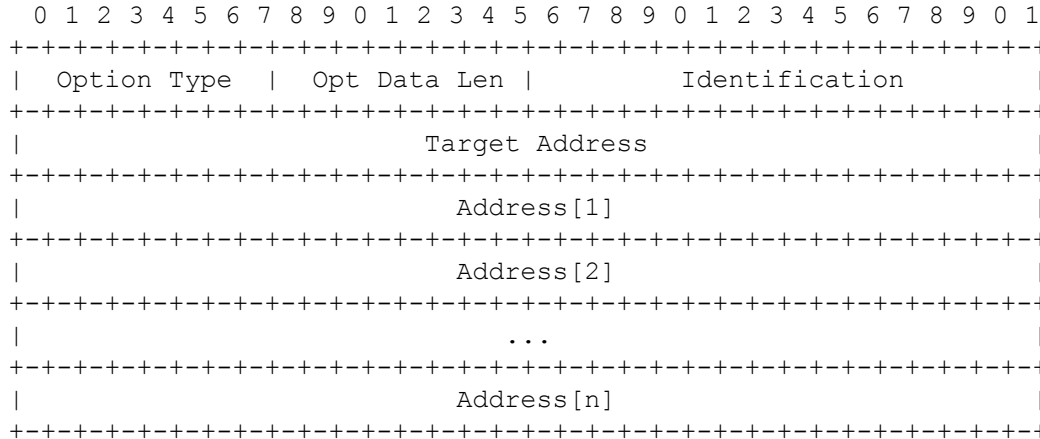 0 1 2 3 4 5 6 7 8 9 0 1 2 3 4 5 6 7 8 9 0 1 2 3 4 5 6 7 8 9 0 1
+-+-+-+-+-+-+-+-+-+-+-+-+-+-+-+-+-+-+-+-+-+-+-+-+-+-+-+-+-+-+-+-+
| Option Type | Opt Data Len | Identification |
+-+-+-+-+-+-+-+-+-+-+-+-+-+-+-+-+-+-+-+-+-+-+-+-+-+-+-+-+-+-+-+-+
| Target Address |
+-+-+-+-+-+-+-+-+-+-+-+-+-+-+-+-+-+-+-+-+-+-+-+-+-+-+-+-+-+-+-+-+
| Address[1] |
+-+-+-+-+-+-+-+-+-+-+-+-+-+-+-+-+-+-+-+-+-+-+-+-+-+-+-+-+-+-+-+-+
| Address[2] |
+-+-+-+-+-+-+-+-+-+-+-+-+-+-+-+-+-+-+-+-+-+-+-+-+-+-+-+-+-+-+-+-+
| ... |
+-+-+-+-+-+-+-+-+-+-+-+-+-+-+-+-+-+-+-+-+-+-+-+-+-+-+-+-+-+-+-+-+
| Address[n] |
+-+-+-+-+-+-+-+-+-+-+-+-+-+-+-+-+-+-+-+-+-+-+-+-+-+-+-+-+-+-+-+-+